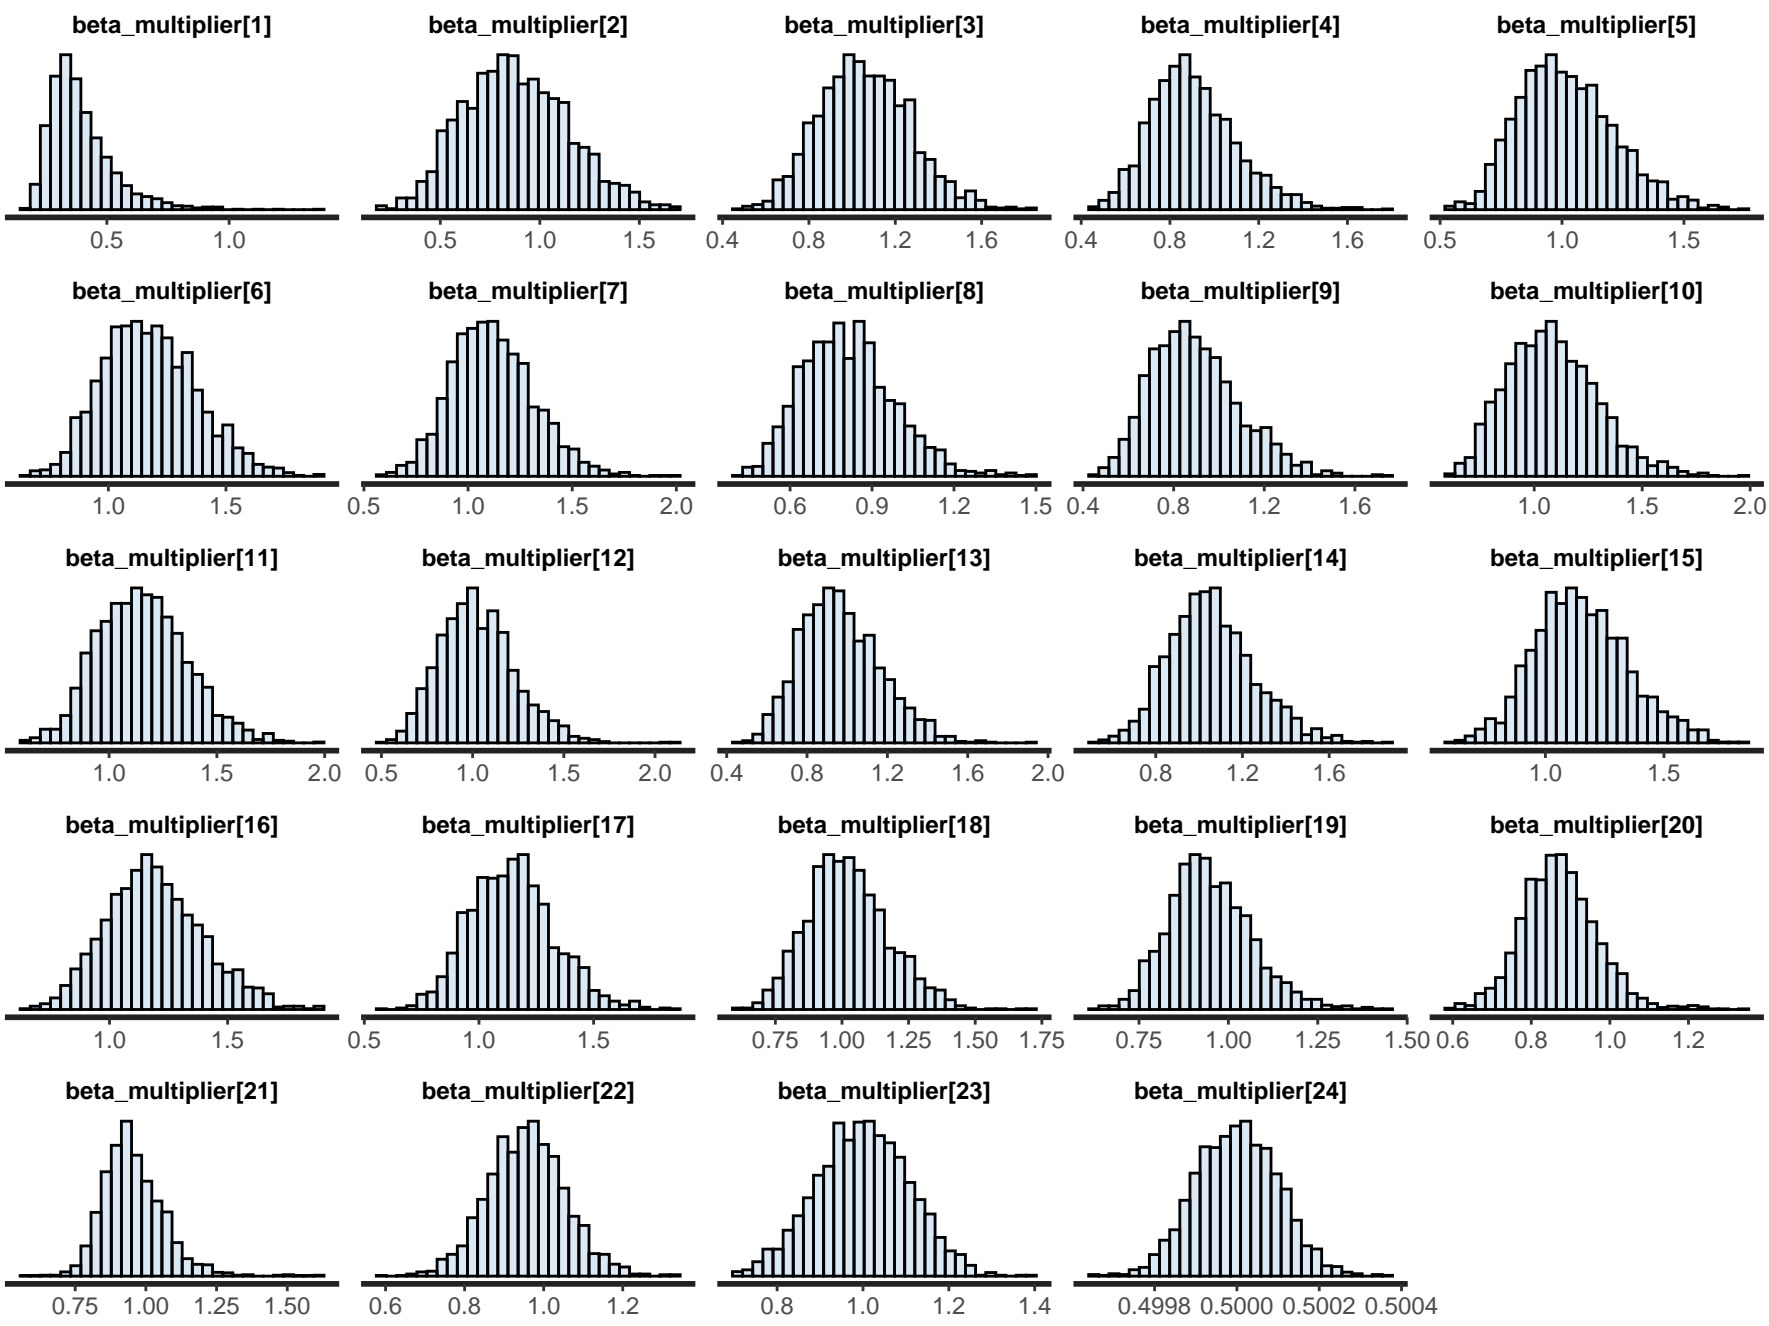 beta_multiplier[1] beta_multiplier[2] beta_multiplier[3] beta_multiplier[4] beta_multiplier[5]
0.5 1.0 0.5 1.0 1.5 0.4 0.8 1.2 1.6 0.4 0.8 1.2 1.6 0.5 1.0 1.5
beta_multiplier[6] beta_multiplier[7] beta_multiplier[8] beta_multiplier[9] beta_multiplier[10]
1.0 1.5 0.5 1.0 1.5 2.0 0.6 0.9 1.2 1.5 0.4 0.8 1.2 1.6 1.0 1.5 2.0
beta_multiplier[11] beta_multiplier[12] beta_multiplier[13] beta_multiplier[14] beta_multiplier[15]
1.0 1.5 2.0 0.5 1.0 1.5 2.0 0.4 0.8 1.2 1.6 2.0 0.8 1.2 1.6 1.0 1.5
beta_multiplier[16] beta_multiplier[17] beta_multiplier[18] beta_multiplier[19] beta_multiplier[20]
1.0 1.5 0.5 1.0 1.5 0.75 1.00 1.25 1.50 1.75 0.75 1.00 1.25 1.50 0.6 0.8 1.0 1.2
beta_multiplier[21] beta_multiplier[22] beta_multiplier[23] beta_multiplier[24]
0.75 1.00 1.25 1.50 0.6 0.8 1.0 1.2 0.8 1.0 1.2 1.4 0.4998 0.5000 0.5002 0.5004